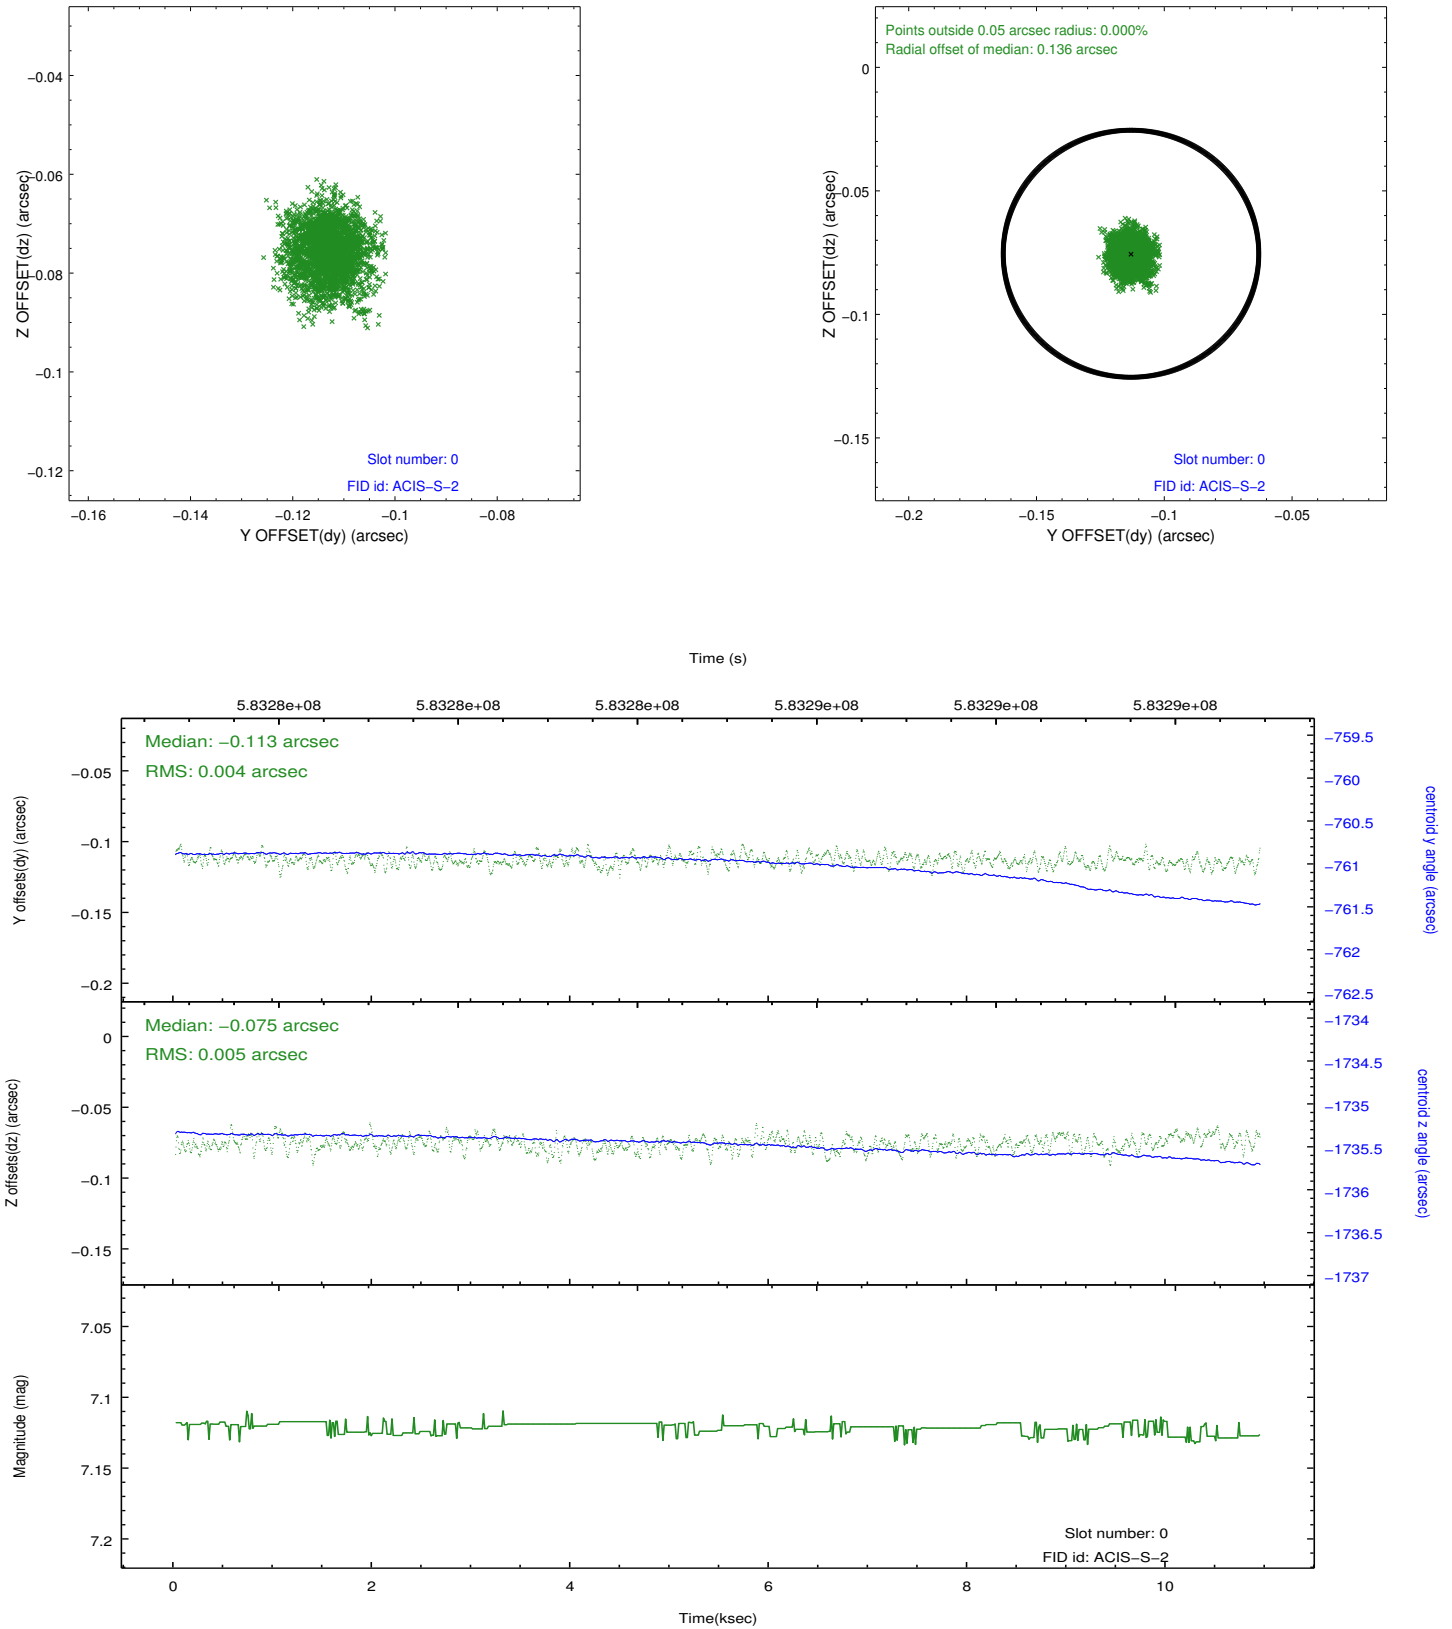 −0.04
−0.06
−0.08
−0.1
−0.12
Z OFFSET(dz) (arcsec)
Slot number: 0
FID id: ACIS−S−2
−0.16
−0.14
−0.12
−0.1
−0.08
Y OFFSET(dy) (arcsec)
Points outside 0.05 arcsec radius: 0.000%
Radial offset of median: 0.136 arcsec
0
−0.05
−0.1
−0.15
Z OFFSET(dz) (arcsec)
Slot number: 0
FID id: ACIS−S−2
−0.2
−0.15
−0.1
−0.05
Y OFFSET(dy) (arcsec)
Time (s)
5.8328e+08
5.8328e+08
5.8328e+08
5.8329e+08
5.8329e+08
5.8329e+08
Median: −0.113 arcsec
RMS: 0.004 arcsec
−0.05
−0.1
−0.15
−0.2
Y offsets(dy) (arcsec)
−759.5
−760
−760.5
−761
−761.5
−762
−762.5
centroid y angle (arcsec)
Median: −0.075 arcsec
RMS: 0.005 arcsec
0
−0.05
−0.1
−0.15
Z offsets(dz) (arcsec)
−1734
−1734.5
−1735
−1735.5
−1736
−1736.5
−1737
centroid z angle (arcsec)
7.05
7.1
7.15
7.2
Magnitude (mag)
Slot number: 0
FID id: ACIS−S−2
0
2
4
6
8
10
Time(ksec)